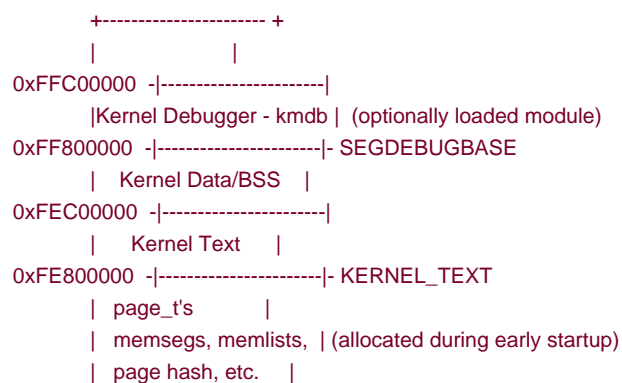 +----------------------- +
|                       |
0xFFC00000  -|-----------------------|
|Kernel Debugger - kmdb |  (optionally loaded module)
0xFF800000  -|-----------------------|- SEGDEBUGBASE
|    Kernel Data/BSS    |
0xFEC00000  -|-----------------------|
|      Kernel Text      |
0xFE800000  -|-----------------------|- KERNEL_TEXT
|   page_t's            |
|   memsegs, memlists,  | (allocated during early startup)
|   page hash, etc.     |